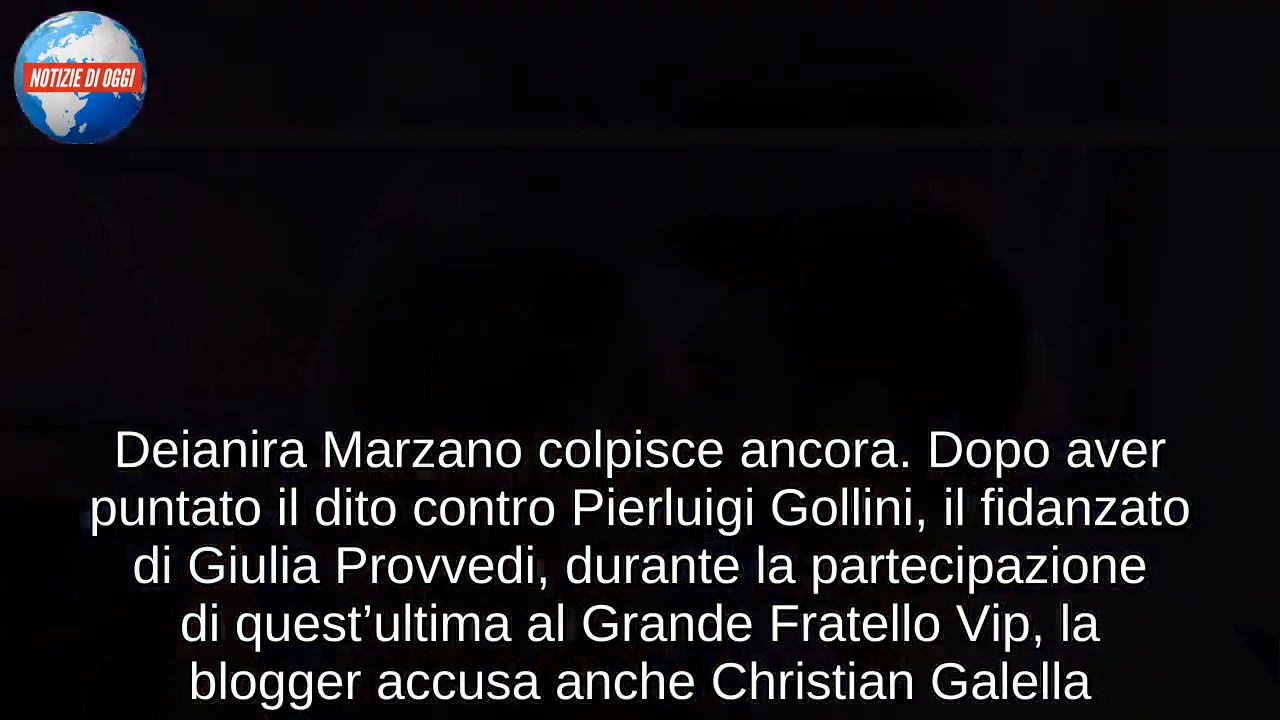 NOTIZIE DI OGGI
Deianira Marzano colpisce ancora. Dopo aver
puntato il dito contro Pierluigi Gollini, il fidanzato
di Giulia Provvedi, durante la partecipazione
di quest’ultima al Grande Fratello Vip, la
blogger accusa anche Christian Galella